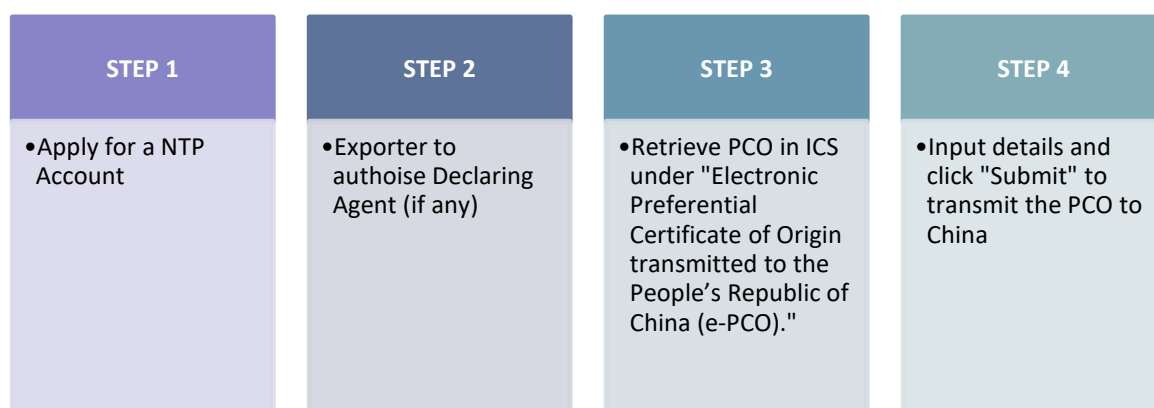 STEP 1
•Apply for a NTP
Account
STEP 2
•Exporter to
authoise Declaring
Agent (if any)
STEP 3
•Retrieve PCO in ICS
under "Electronic
Preferential
Certificate of Origin
transmitted to the
People’s Republic of
China (e-PCO)."
STEP 4
•Input details and
click "Submit" to
transmit the PCO to
China